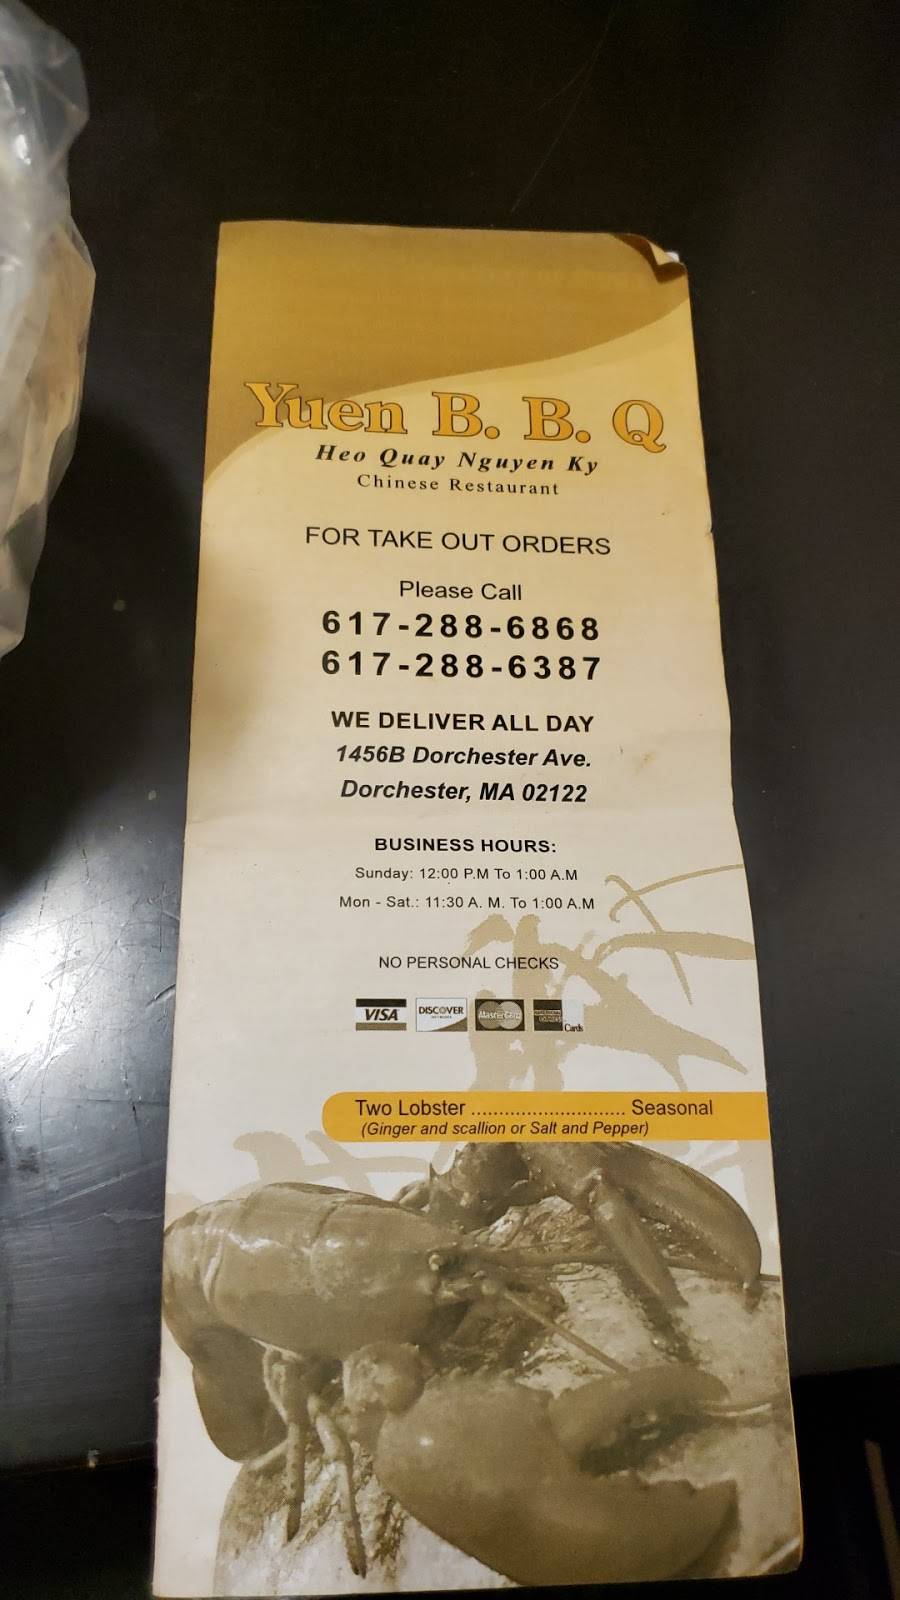 Yuen B. B. Q
Heo Quay Nguyen Ky
Chinese Restaurant
FOR TAKE OUT ORDERS
Please Call
617-288-6868
617-288-6387
WE DELIVER ALL DAY
1456B Dorchester Ave.
Dorchester, MA 02122
BUSINESS HOURS:
Sunday: 12:00 P.M To 1:00 A.M
Mon - Sat.: 11:30 A. M. To 1:00 A.M
NO PERSONAL CHECKS
VISA DISCOVER MasterCard Cards
Two Lobster ............................ Seasonal
(Ginger and scallion or Salt and Pepper)